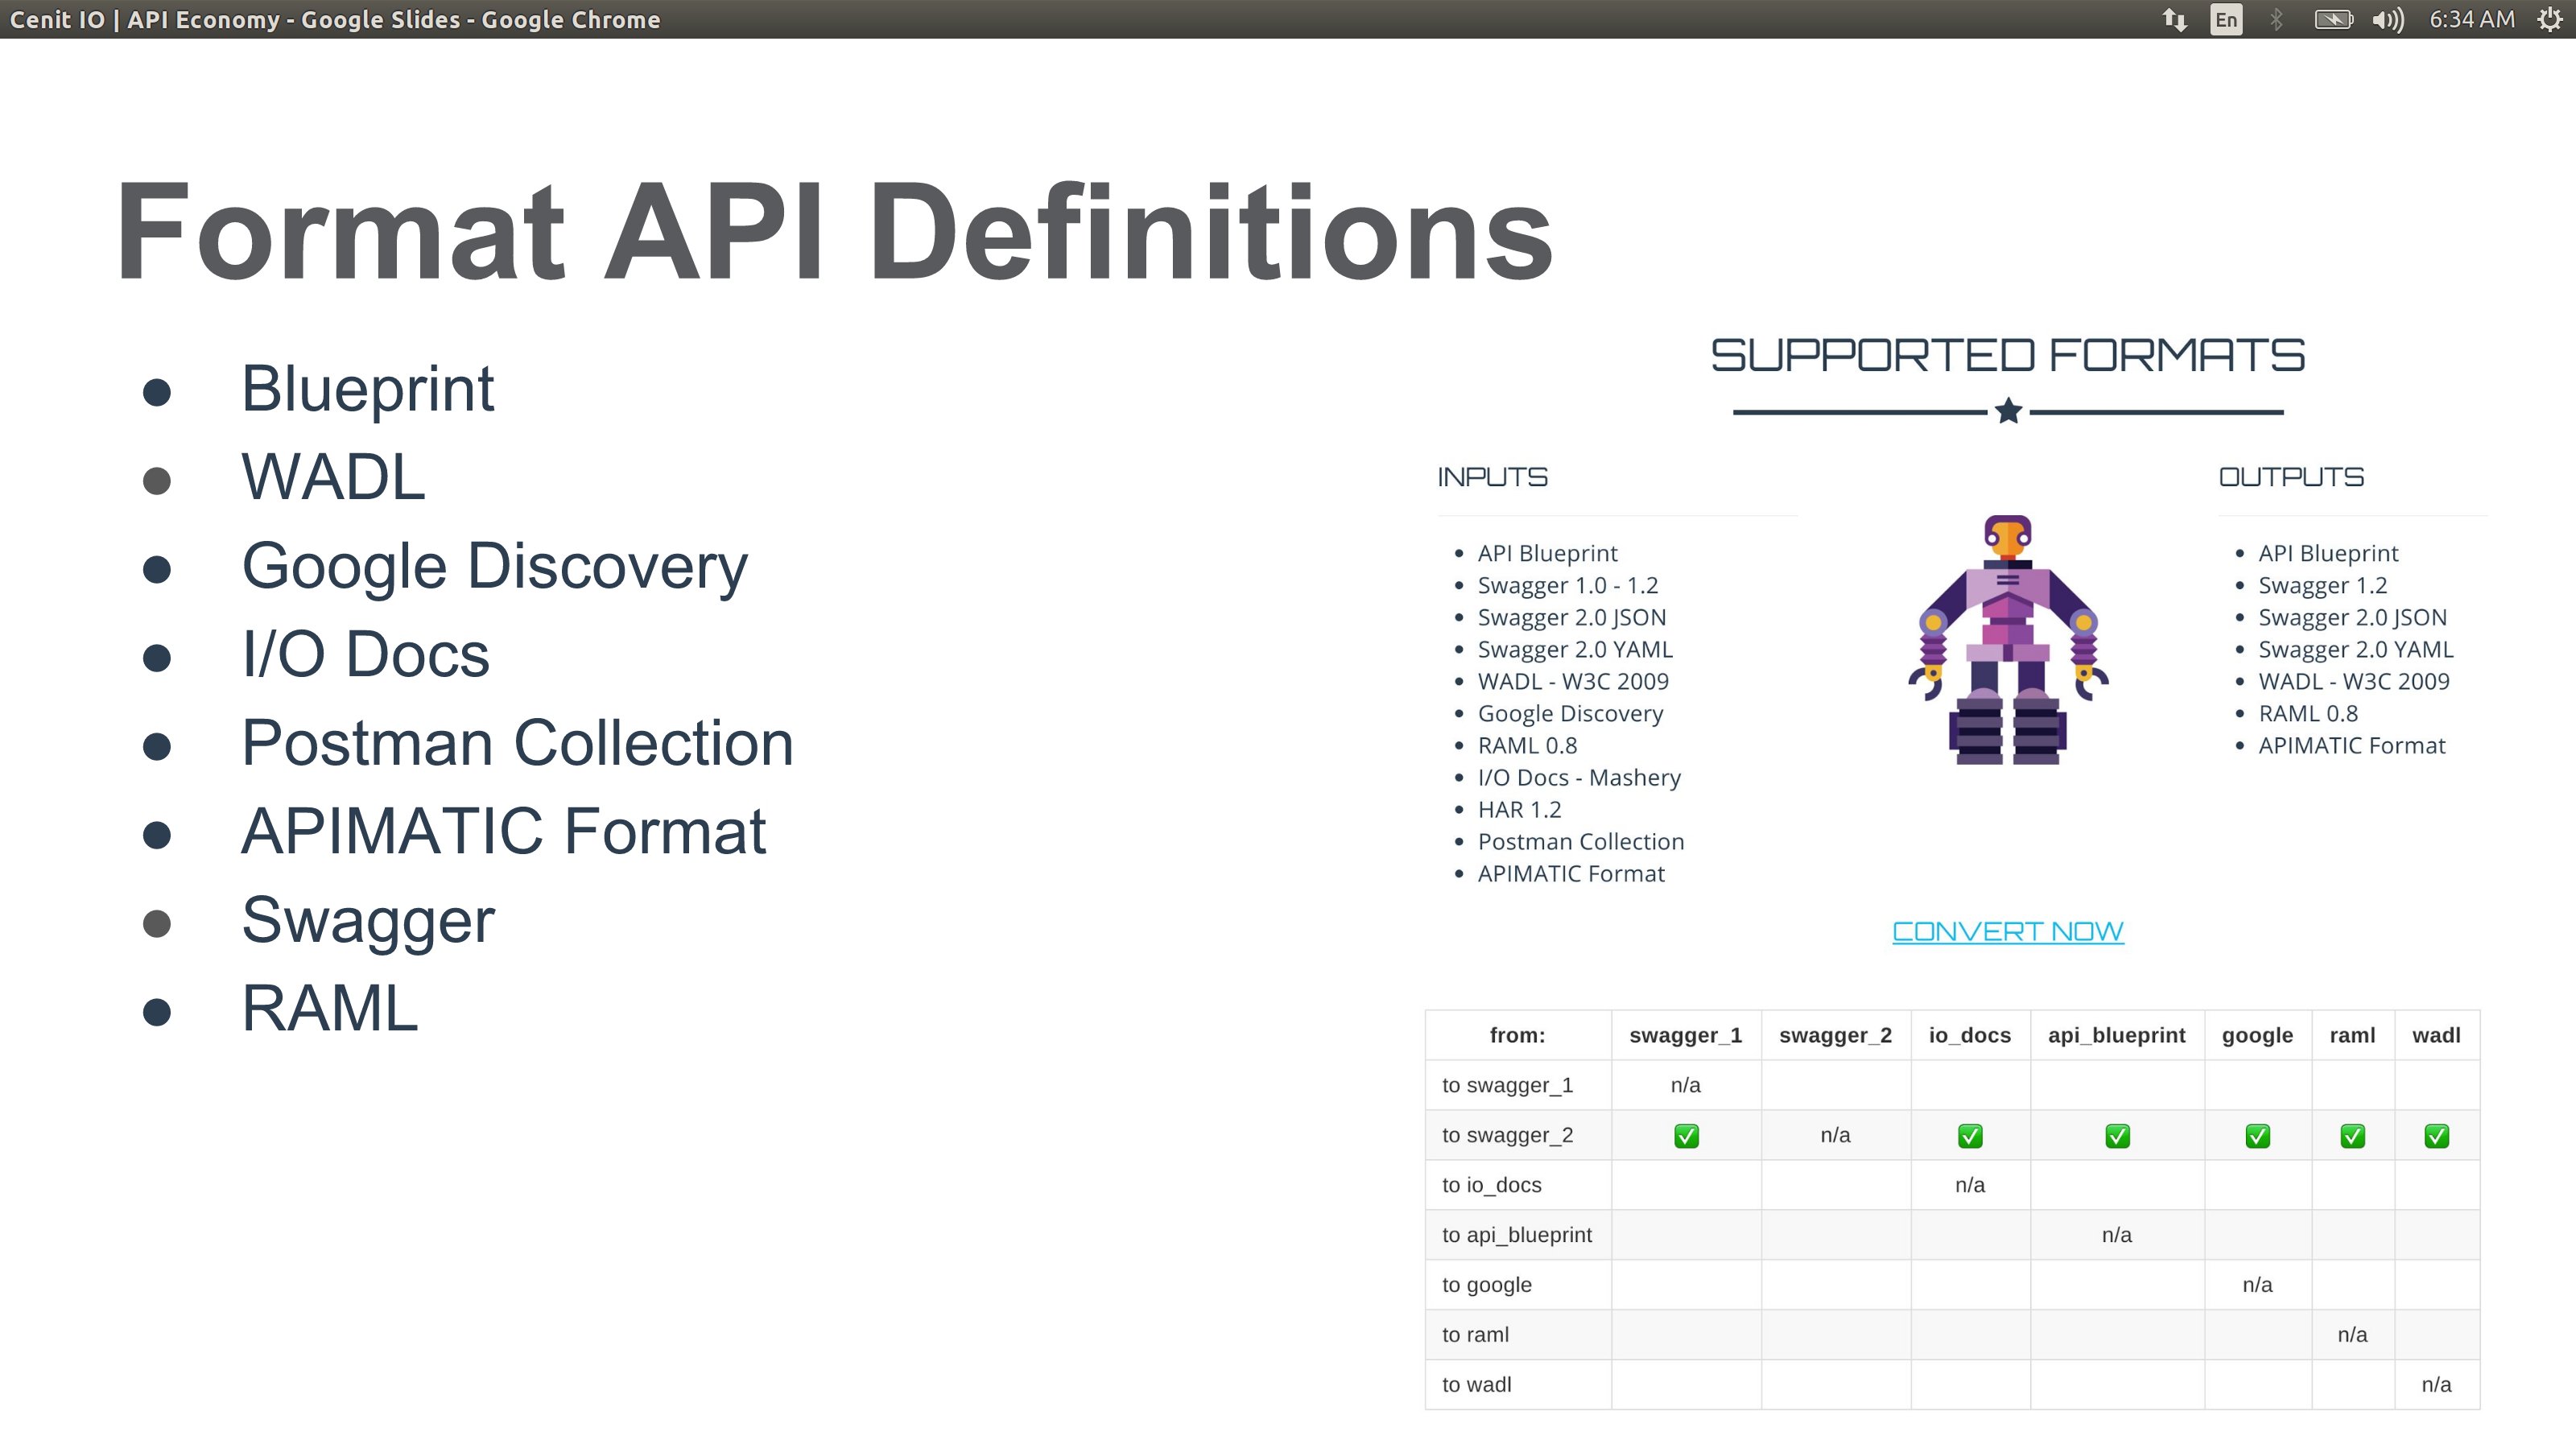 Cenit IO | API Economy - Google Slides - Google Chrome
En
6:34 AM
Format API Definitions
● Blueprint
● WADL
● Google Discovery
● I/O Docs
● Postman Collection
● APIMATIC Format
● Swagger
● RAML
SUPPORTED FORMATS
INPUTS
• API Blueprint
• Swagger 1.0 - 1.2
• Swagger 2.0 JSON
• Swagger 2.0 YAML
• WADL - W3C 2009
• Google Discovery
• RAML 0.8
• I/O Docs - Mashery
• HAR 1.2
• Postman Collection
• APIMATIC Format
OUTPUTS
• API Blueprint
• Swagger 1.2
• Swagger 2.0 JSON
• Swagger 2.0 YAML
• WADL - W3C 2009
• RAML 0.8
• APIMATIC Format
CONVERT NOW
from: swagger_1 swagger_2 io_docs api_blueprint google raml wadl
to swagger_1 n/a
to swagger_2 ✅ n/a ✅ ✅ ✅ ✅ ✅
to io_docs n/a
to api_blueprint n/a
to google n/a
to raml n/a
to wadl n/a